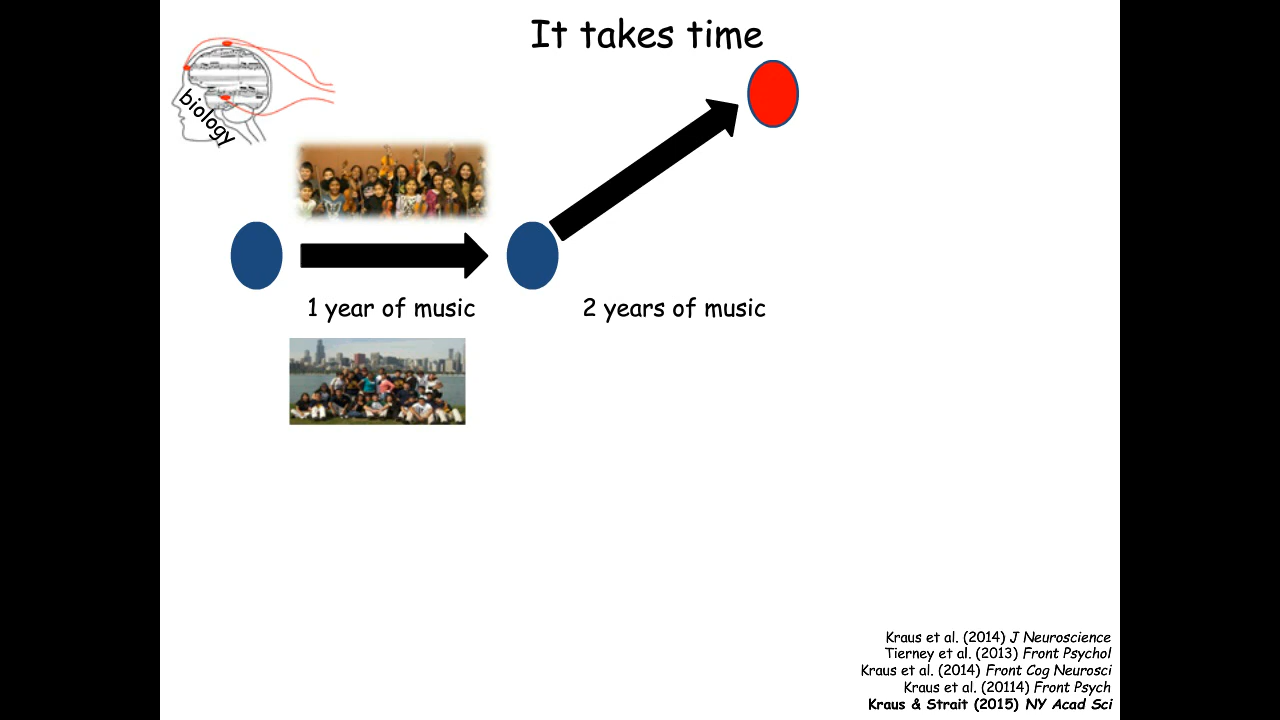 It takes time
biology
1 year of music
2 years of music
Kraus et al. (2014) J Neuroscience
Tierney et al. (2013) Front Psychol
Kraus et al. (2014) Front Cog Neurosci
Kraus et al. (20114) Front Psych
Kraus & Strait (2015) NY Acad Sci